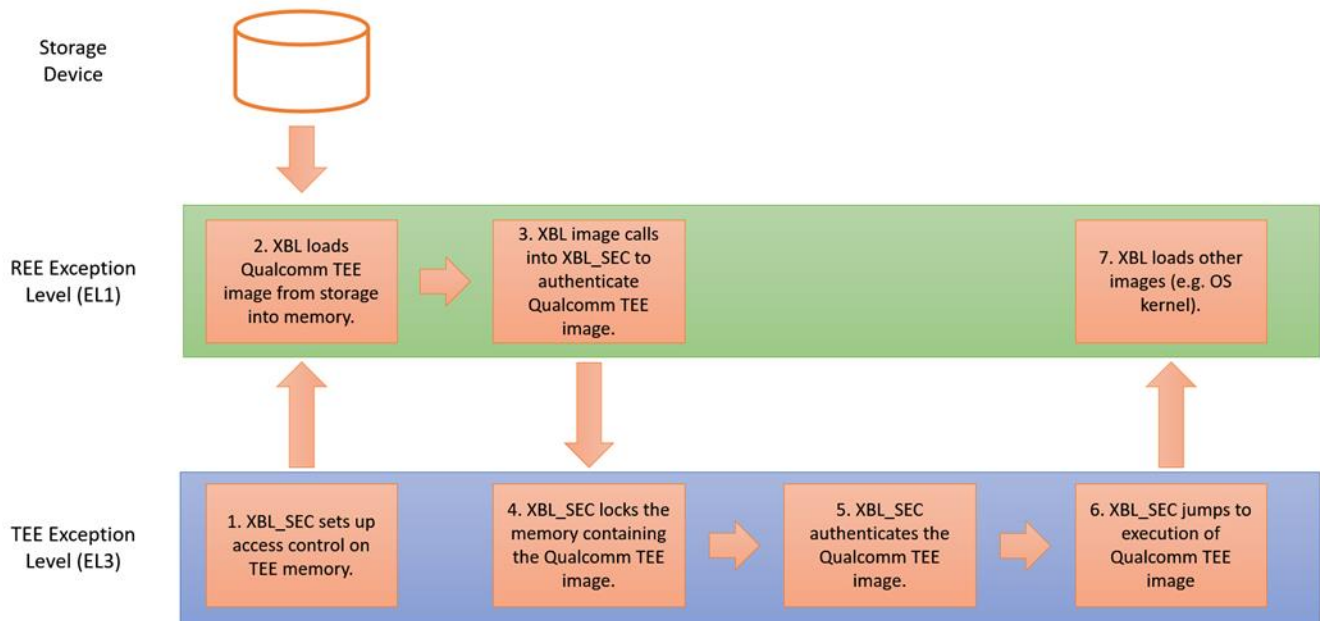 Storage
Device
REE Exception
Level (EL1)
2. XBL loads
Qualcomm TEE
image from storage
into memory.
3. XBL image calls
into XBL_SEC to
authenticate
Qualcomm TEE
image.
7. XBL loads other
images (e.g. OS
kernel).
TEE Exception
Level (EL3)
1. XBL_SEC sets up
access control on
TEE memory.
4. XBL_SEC locks the
memory containing
the Qualcomm TEE
image.
5. XBL_SEC
authenticates the
Qualcomm TEE
image.
6. XBL_SEC jumps to
execution of
Qualcomm TEE
image